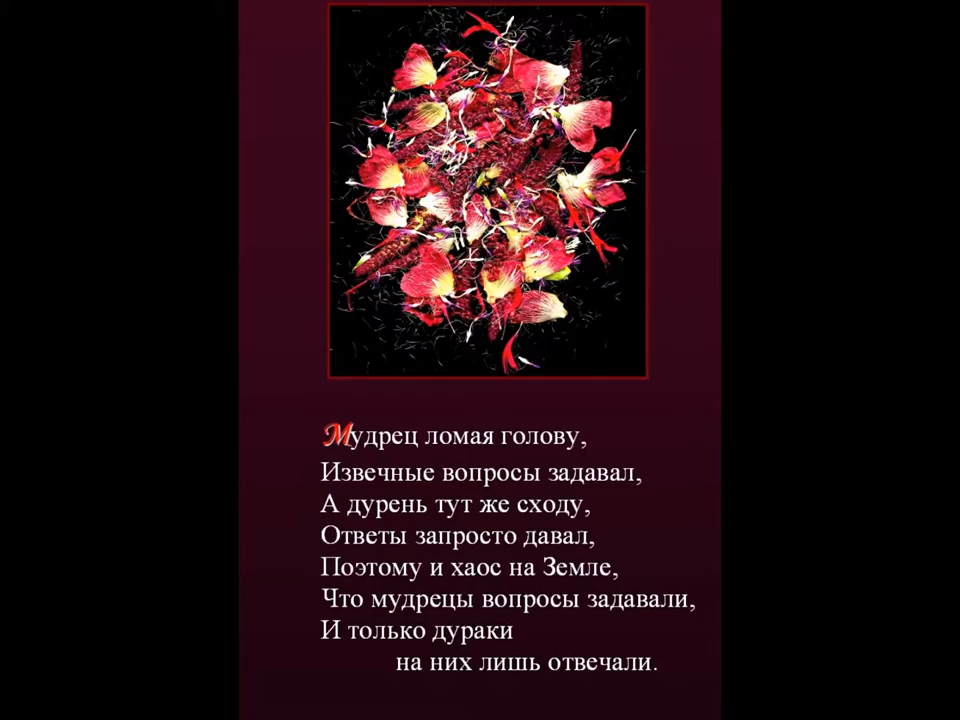 Мудрец ломая голову,
Извечные вопросы задавал,
А дурень тут же сходу,
Ответы запросто давал,
Поэтому и хаос на Земле,
Что мудрецы вопросы задавали,
И только дураки
на них лишь отвечали.